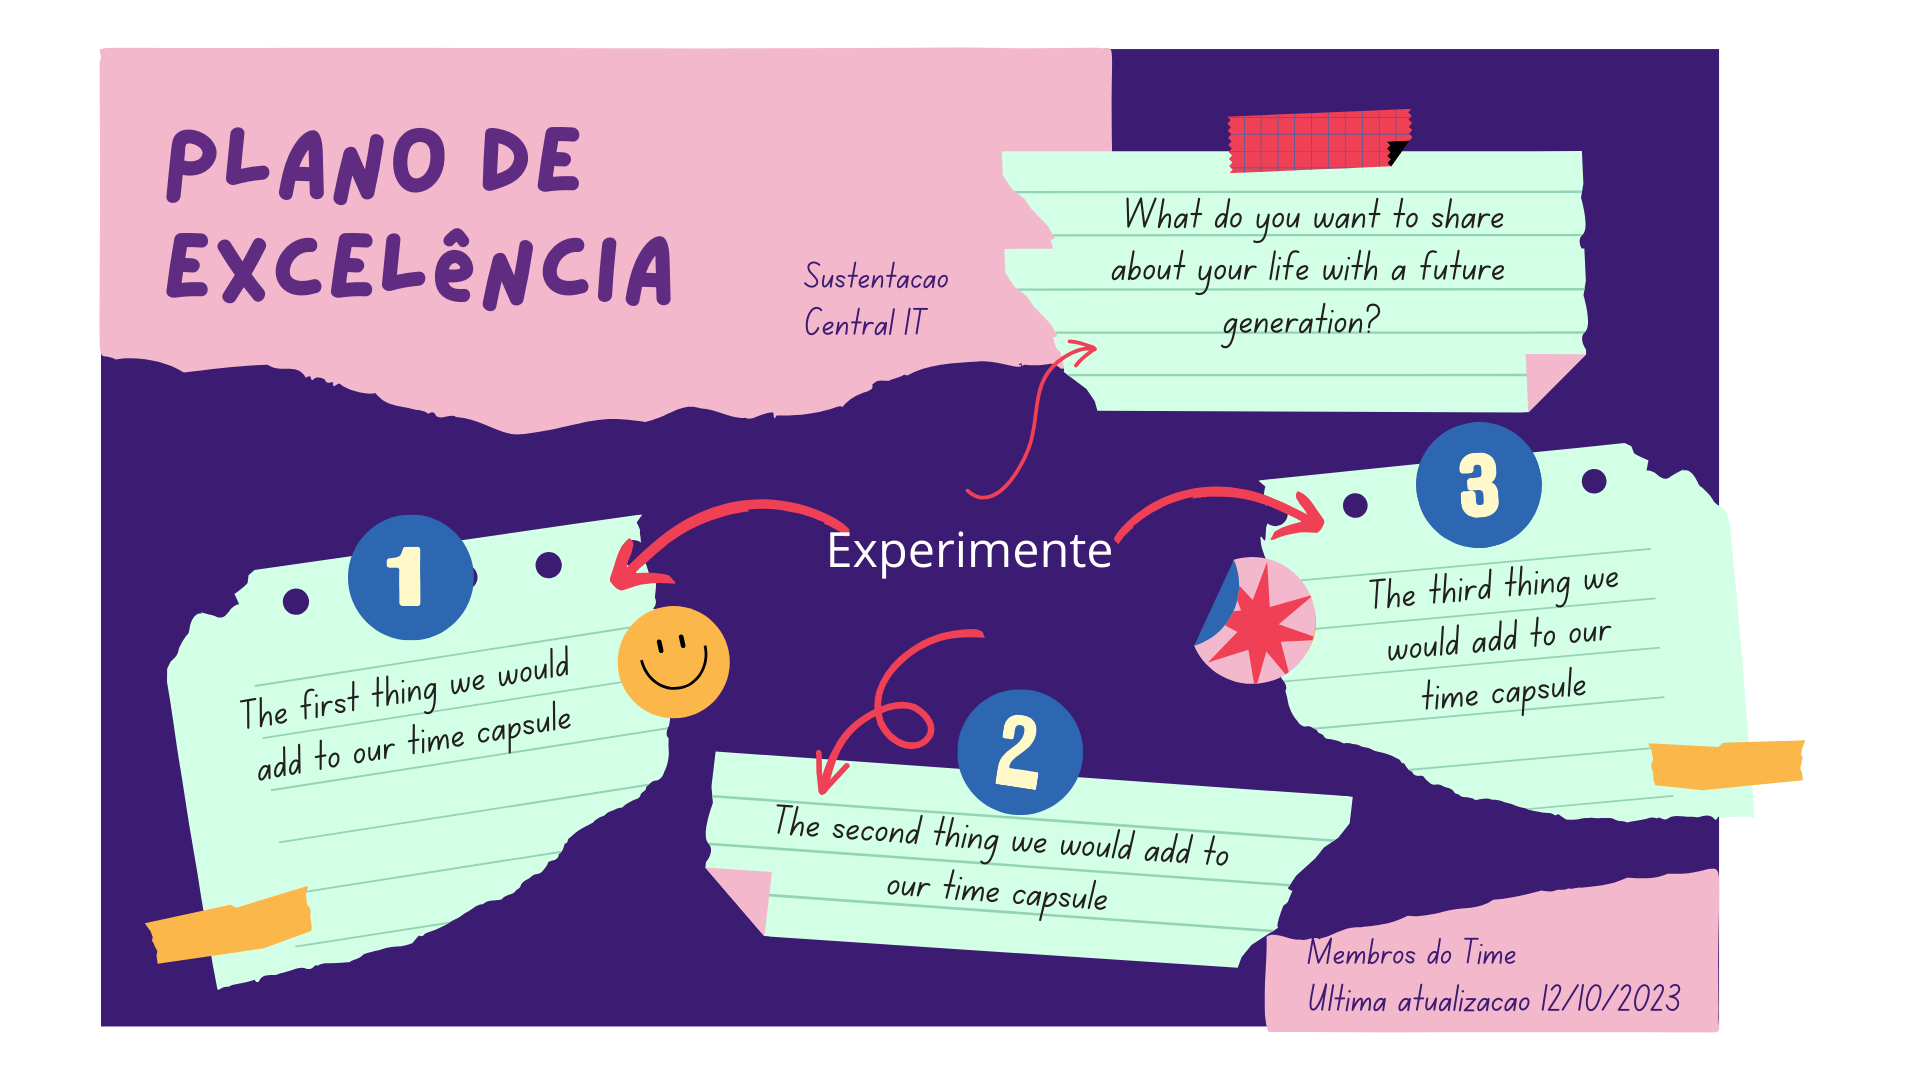 PLANO DE
EXCELêNCIA
Sustentacao
Central IT
What do you want to share
about your life with a future
generation?
Experimente
1
The first thing we would
add to our time capsule
2
The second thing we would add to
our time capsule
3
The third thing we
would add to our
time capsule
Membros do Time
Ultima atualizacao 12/10/2023